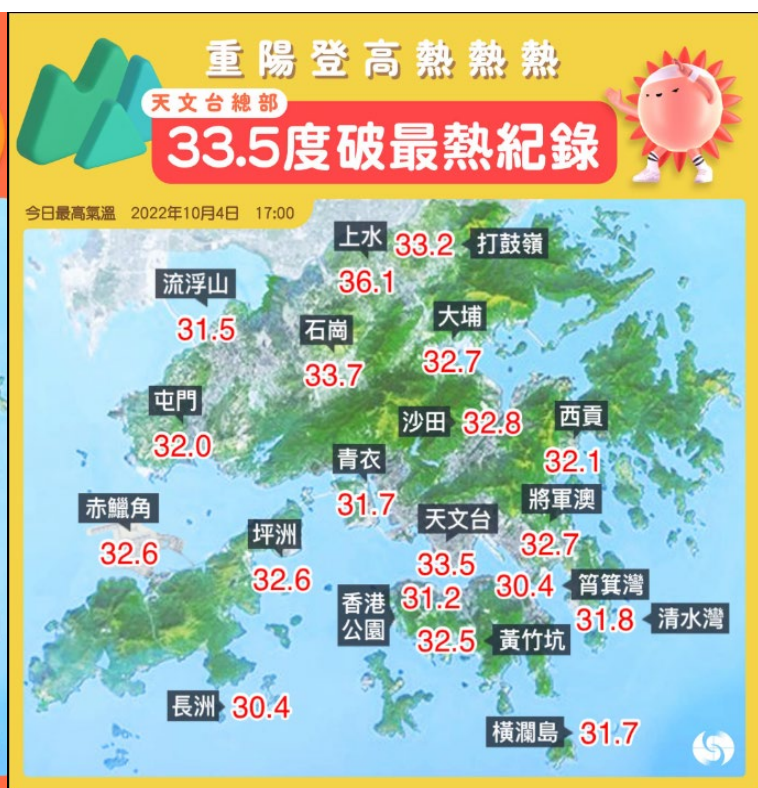 重陽登高熱熱熱
天文台總部
33.5度破最熱紀錄
今日最高氣溫 2022年10月4日 17:00
上水
36.1
33.2 打鼓嶺
流浮山
31.5
石崗
33.7
大埔
32.7
屯門
32.0
沙田 32.8
西貢
32.1
青衣
31.7
赤鱲角
32.6
坪洲
32.6
天文台
33.5
將軍澳
32.7
香港
公園
31.2
30.4 筲箕灣
31.8 清水灣
32.5 黃竹坑
長洲 30.4
橫瀾島 31.7